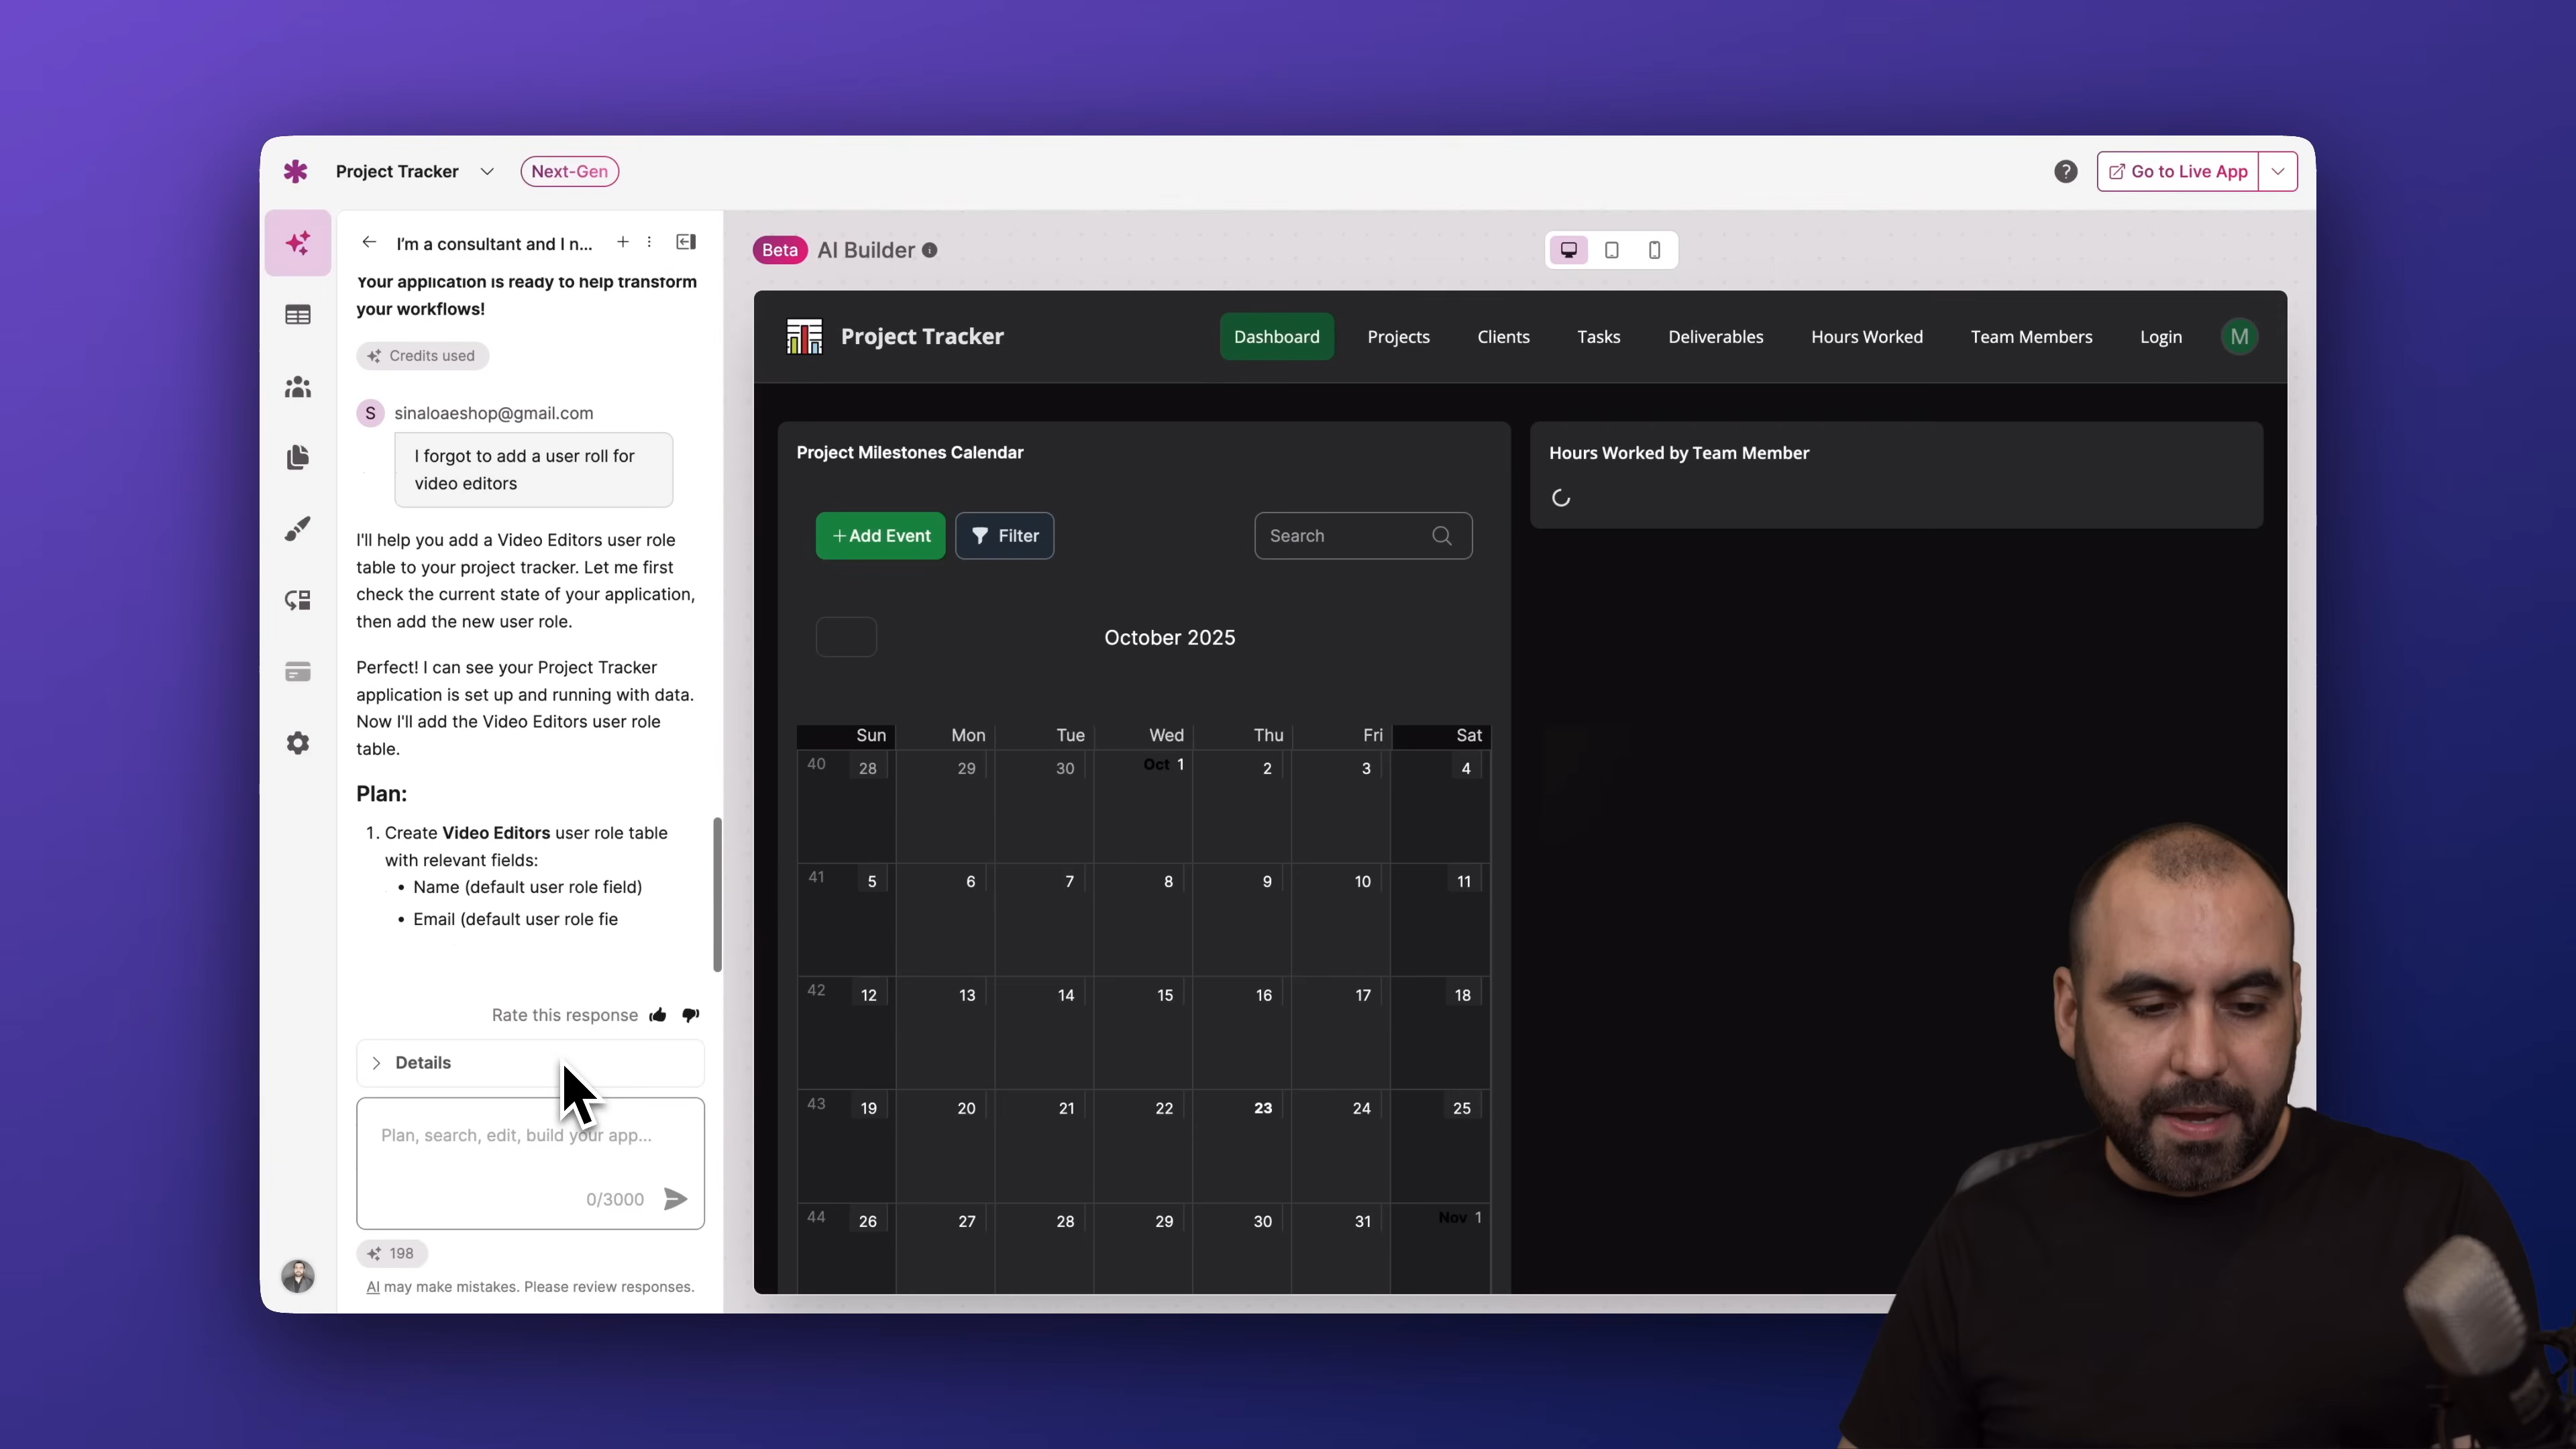 Project Tracker
Next-Gen
?
Go to Live App
I'm a consultant and I n...
Your application is ready to help transform
your workflows!
Credits used
S
sinaloaeshop@gmail.com
I forgot to add a user roll for
video editors
I'll help you add a Video Editors user role
table to your project tracker. Let me first
check the current state of your application,
then add the new user role.
Perfect! I can see your Project Tracker
application is set up and running with data.
Now I'll add the Video Editors user role
table.
Plan:
1. Create Video Editors user role table
with relevant fields:
• Name (default user role field)
• Email (default user role fie
Rate this response
Details
Plan, search, edit, build your app...
0/3000
198
AI may make mistakes. Please review responses.
Beta
AI Builder
Project Tracker
Dashboard
Projects
Clients
Tasks
Deliverables
Hours Worked
Team Members
Login
M
Project Milestones Calendar
+Add Event
Filter
Search
October 2025
Sun Mon Tue Wed Thu Fri Sat
40 28 29 30 Oct 1 2 3 4
41 5 6 7 8 9 10 11
42 12 13 14 15 16 17 18
43 19 20 21 22 23 24 25
44 26 27 28 29 30 31 Nov 1
Hours Worked by Team Member